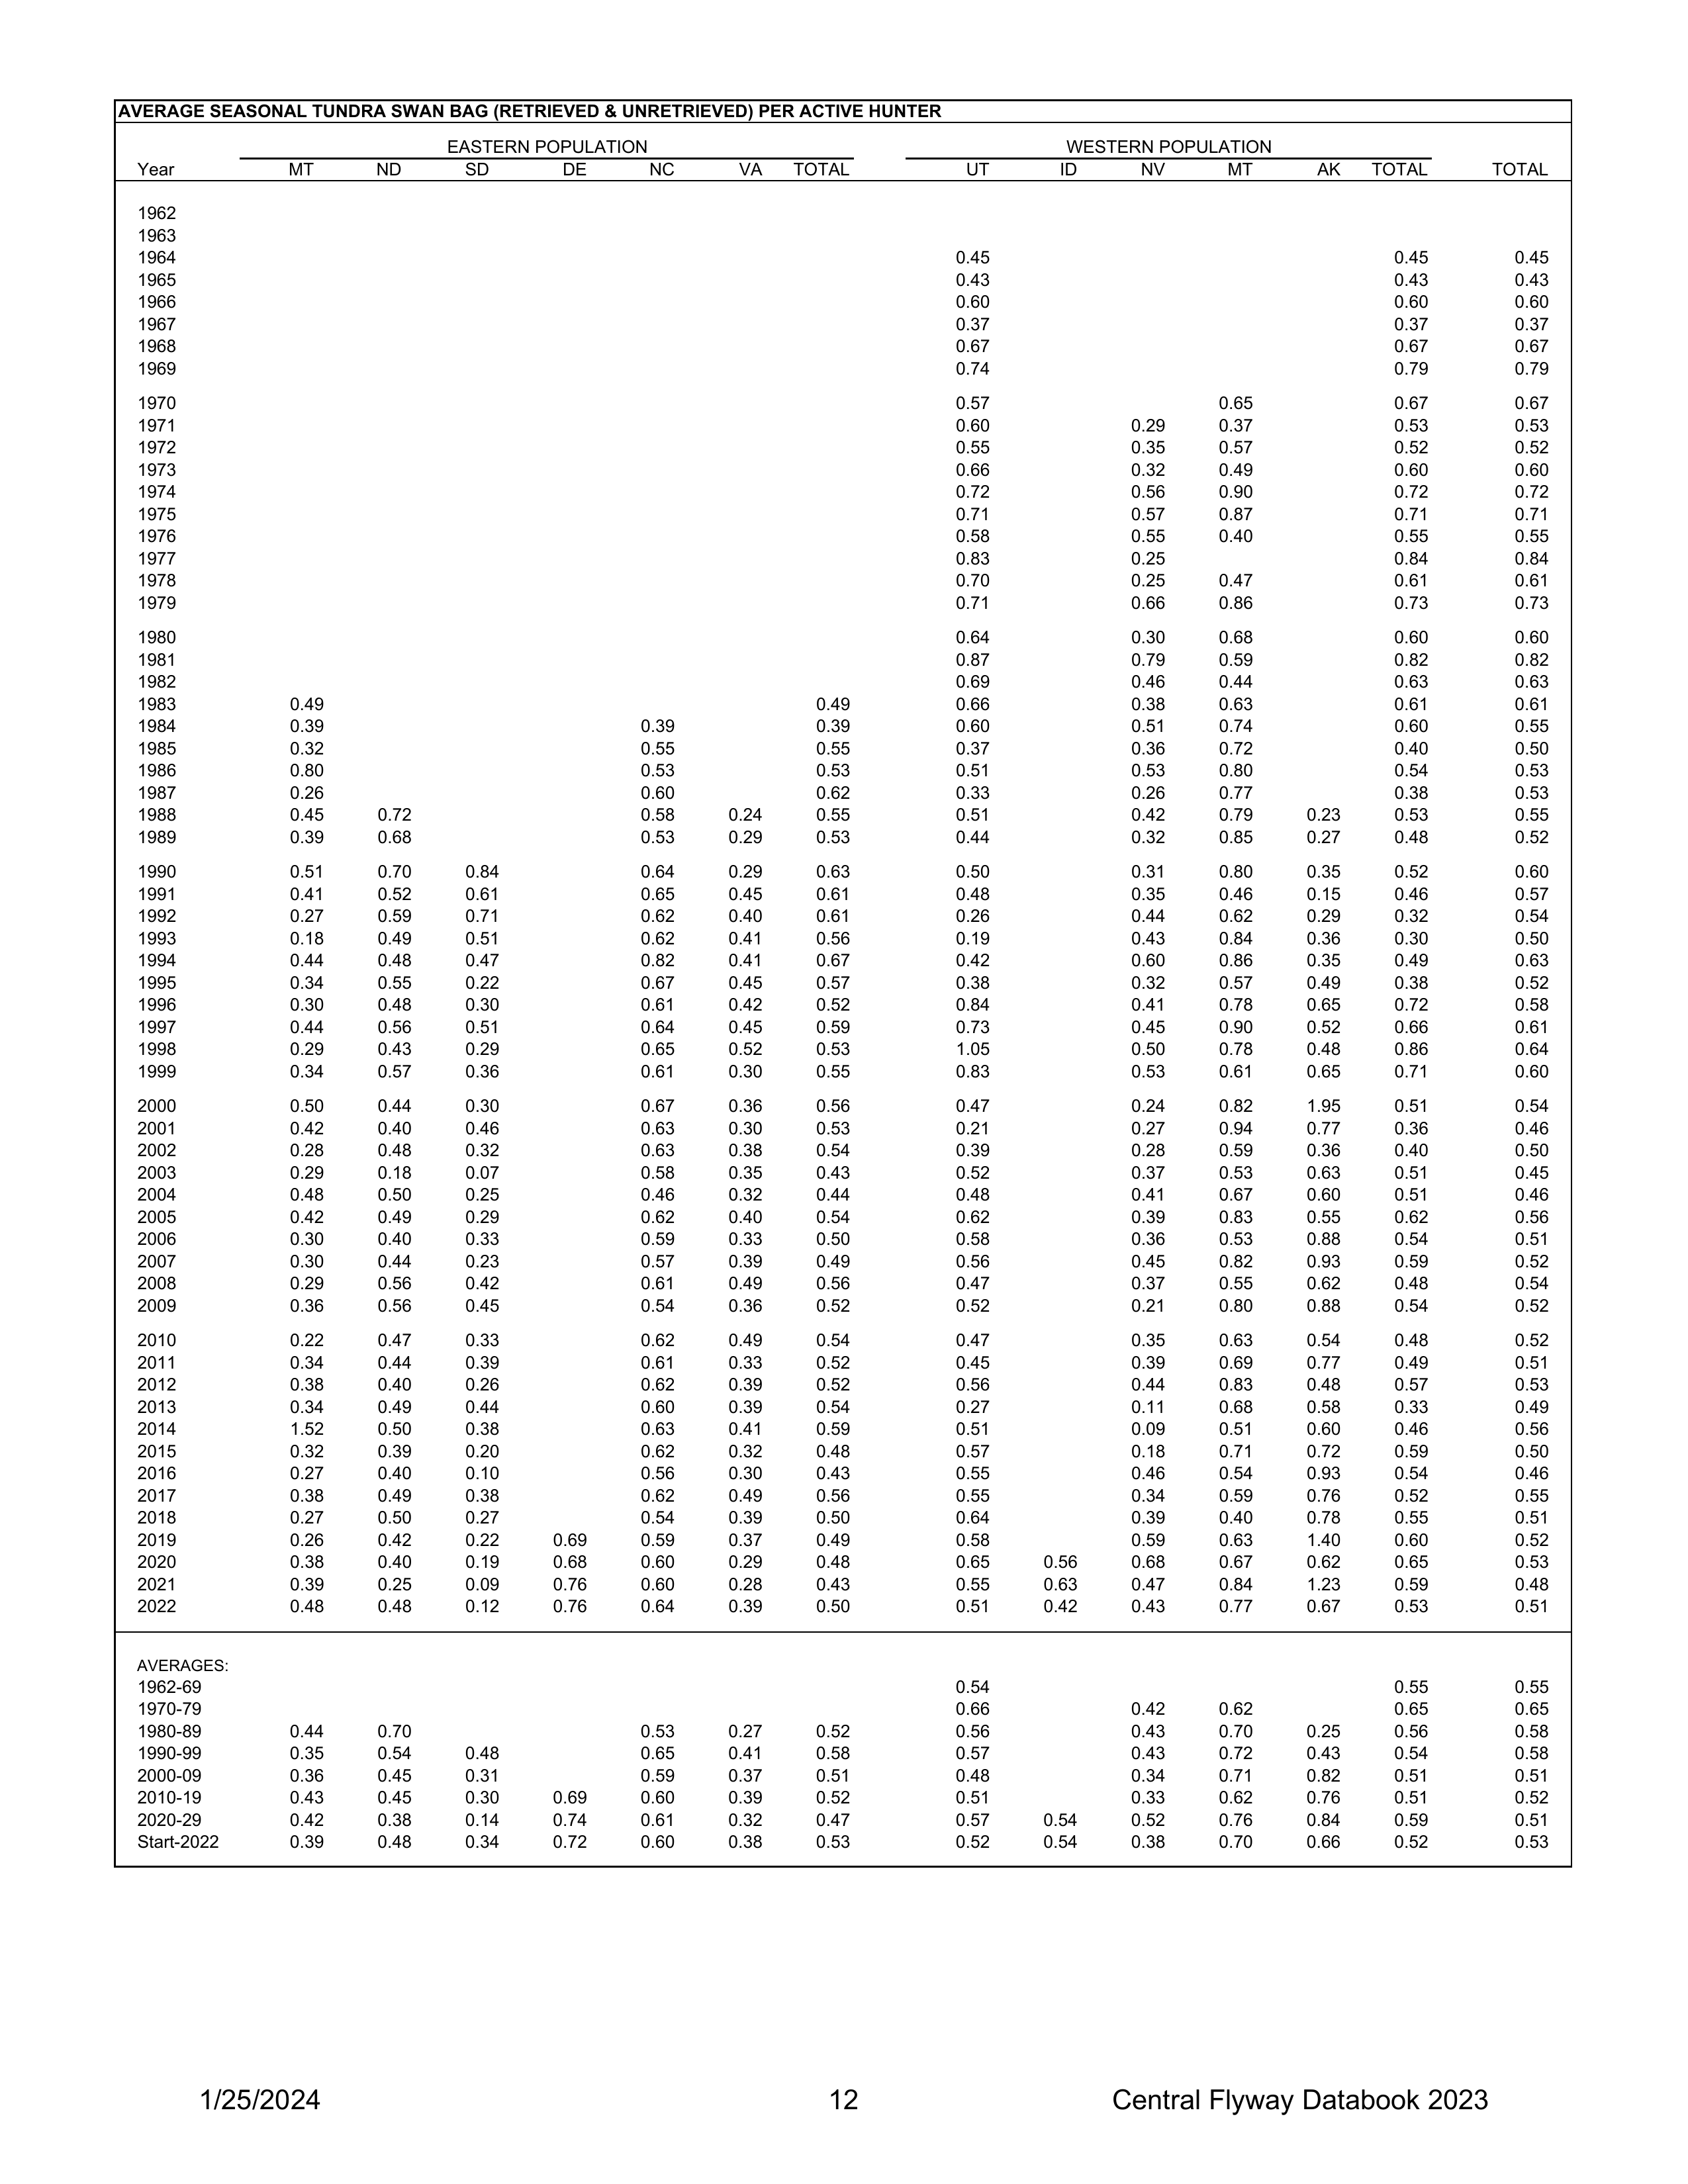 AVERAGE SEASONAL TUNDRA SWAN BAG (RETRIEVED & UNRETRIEVED) PER ACTIVE HUNTER
EASTERN POPULATION WESTERN POPULATION
Year MT ND SD DE NC VA TOTAL UT ID NV MT AK TOTAL TOTAL
1962
1963
1964 0.45 0.45 0.45
1965 0.43 0.43 0.43
1966 0.60 0.60 0.60
1967 0.37 0.37 0.37
1968 0.67 0.67 0.67
1969 0.74 0.79 0.79
1970 0.57 0.65 0.67 0.67
1971 0.60 0.29 0.37 0.53 0.53
1972 0.55 0.35 0.57 0.52 0.52
1973 0.66 0.32 0.49 0.60 0.60
1974 0.72 0.56 0.90 0.72 0.72
1975 0.71 0.57 0.87 0.71 0.71
1976 0.58 0.55 0.40 0.55 0.55
1977 0.83 0.25 0.84 0.84
1978 0.70 0.25 0.47 0.61 0.61
1979 0.71 0.66 0.86 0.73 0.73
1980 0.64 0.30 0.68 0.60 0.60
1981 0.87 0.79 0.59 0.82 0.82
1982 0.69 0.46 0.44 0.63 0.63
1983 0.49 0.49 0.66 0.38 0.63 0.61 0.61
1984 0.39 0.39 0.39 0.60 0.51 0.74 0.60 0.55
1985 0.32 0.55 0.55 0.37 0.36 0.72 0.40 0.50
1986 0.80 0.53 0.53 0.51 0.53 0.80 0.54 0.53
1987 0.26 0.60 0.62 0.33 0.26 0.77 0.38 0.53
1988 0.45 0.72 0.58 0.24 0.55 0.51 0.42 0.79 0.23 0.53 0.55
1989 0.39 0.68 0.53 0.29 0.53 0.44 0.32 0.85 0.27 0.48 0.52
1990 0.51 0.70 0.84 0.64 0.29 0.63 0.50 0.31 0.80 0.35 0.52 0.60
1991 0.41 0.52 0.61 0.65 0.45 0.61 0.48 0.35 0.46 0.15 0.46 0.57
1992 0.27 0.59 0.71 0.62 0.40 0.61 0.26 0.44 0.62 0.29 0.32 0.54
1993 0.18 0.49 0.51 0.62 0.41 0.56 0.19 0.43 0.84 0.36 0.30 0.50
1994 0.44 0.48 0.47 0.82 0.41 0.67 0.42 0.60 0.86 0.35 0.49 0.63
1995 0.34 0.55 0.22 0.67 0.45 0.57 0.38 0.32 0.57 0.49 0.38 0.52
1996 0.30 0.48 0.30 0.61 0.42 0.52 0.84 0.41 0.78 0.65 0.72 0.58
1997 0.44 0.56 0.51 0.64 0.45 0.59 0.73 0.45 0.90 0.52 0.66 0.61
1998 0.29 0.43 0.29 0.65 0.52 0.53 1.05 0.50 0.78 0.48 0.86 0.64
1999 0.34 0.57 0.36 0.61 0.30 0.55 0.83 0.53 0.61 0.65 0.71 0.60
2000 0.50 0.44 0.30 0.67 0.36 0.56 0.47 0.24 0.82 1.95 0.51 0.54
2001 0.42 0.40 0.46 0.63 0.30 0.53 0.21 0.27 0.94 0.77 0.36 0.46
2002 0.28 0.48 0.32 0.63 0.38 0.54 0.39 0.28 0.59 0.36 0.40 0.50
2003 0.29 0.18 0.07 0.58 0.35 0.43 0.52 0.37 0.53 0.63 0.51 0.45
2004 0.48 0.50 0.25 0.46 0.32 0.44 0.48 0.41 0.67 0.60 0.51 0.46
2005 0.42 0.49 0.29 0.62 0.40 0.54 0.62 0.39 0.83 0.55 0.62 0.56
2006 0.30 0.40 0.33 0.59 0.33 0.50 0.58 0.36 0.53 0.88 0.54 0.51
2007 0.30 0.44 0.23 0.57 0.39 0.49 0.56 0.45 0.82 0.93 0.59 0.52
2008 0.29 0.56 0.42 0.61 0.49 0.56 0.47 0.37 0.55 0.62 0.48 0.54
2009 0.36 0.56 0.45 0.54 0.36 0.52 0.52 0.21 0.80 0.88 0.54 0.52
2010 0.22 0.47 0.33 0.62 0.49 0.54 0.47 0.35 0.63 0.54 0.48 0.52
2011 0.34 0.44 0.39 0.61 0.33 0.52 0.45 0.39 0.69 0.77 0.49 0.51
2012 0.38 0.40 0.26 0.62 0.39 0.52 0.56 0.44 0.83 0.48 0.57 0.53
2013 0.34 0.49 0.44 0.60 0.39 0.54 0.27 0.11 0.68 0.58 0.33 0.49
2014 1.52 0.50 0.38 0.63 0.41 0.59 0.51 0.09 0.51 0.60 0.46 0.56
2015 0.32 0.39 0.20 0.62 0.32 0.48 0.57 0.18 0.71 0.72 0.59 0.50
2016 0.27 0.40 0.10 0.56 0.30 0.43 0.55 0.46 0.54 0.93 0.54 0.46
2017 0.38 0.49 0.38 0.62 0.49 0.56 0.55 0.34 0.59 0.76 0.52 0.55
2018 0.27 0.50 0.27 0.54 0.39 0.50 0.64 0.39 0.40 0.78 0.55 0.51
2019 0.26 0.42 0.22 0.69 0.59 0.37 0.49 0.58 0.59 0.63 1.40 0.60 0.52
2020 0.38 0.40 0.19 0.68 0.60 0.29 0.48 0.65 0.56 0.68 0.67 0.62 0.65 0.53
2021 0.39 0.25 0.09 0.76 0.60 0.28 0.43 0.55 0.63 0.47 0.84 1.23 0.59 0.48
2022 0.48 0.48 0.12 0.76 0.64 0.39 0.50 0.51 0.42 0.43 0.77 0.67 0.53 0.51
AVERAGES:
1962-69 0.54 0.55 0.55
1970-79 0.66 0.42 0.62 0.65 0.65
1980-89 0.44 0.70 0.53 0.27 0.52 0.56 0.43 0.70 0.25 0.56 0.58
1990-99 0.35 0.54 0.48 0.65 0.41 0.58 0.57 0.43 0.72 0.43 0.54 0.58
2000-09 0.36 0.45 0.31 0.59 0.37 0.51 0.48 0.34 0.71 0.82 0.51 0.51
2010-19 0.43 0.45 0.30 0.69 0.60 0.39 0.52 0.51 0.33 0.62 0.76 0.51 0.52
2020-29 0.42 0.38 0.14 0.74 0.61 0.32 0.47 0.57 0.54 0.52 0.76 0.84 0.59 0.51
Start-2022 0.39 0.48 0.34 0.72 0.60 0.38 0.53 0.52 0.54 0.38 0.70 0.66 0.52 0.53
1/25/2024 12 Central Flyway Databook 2023